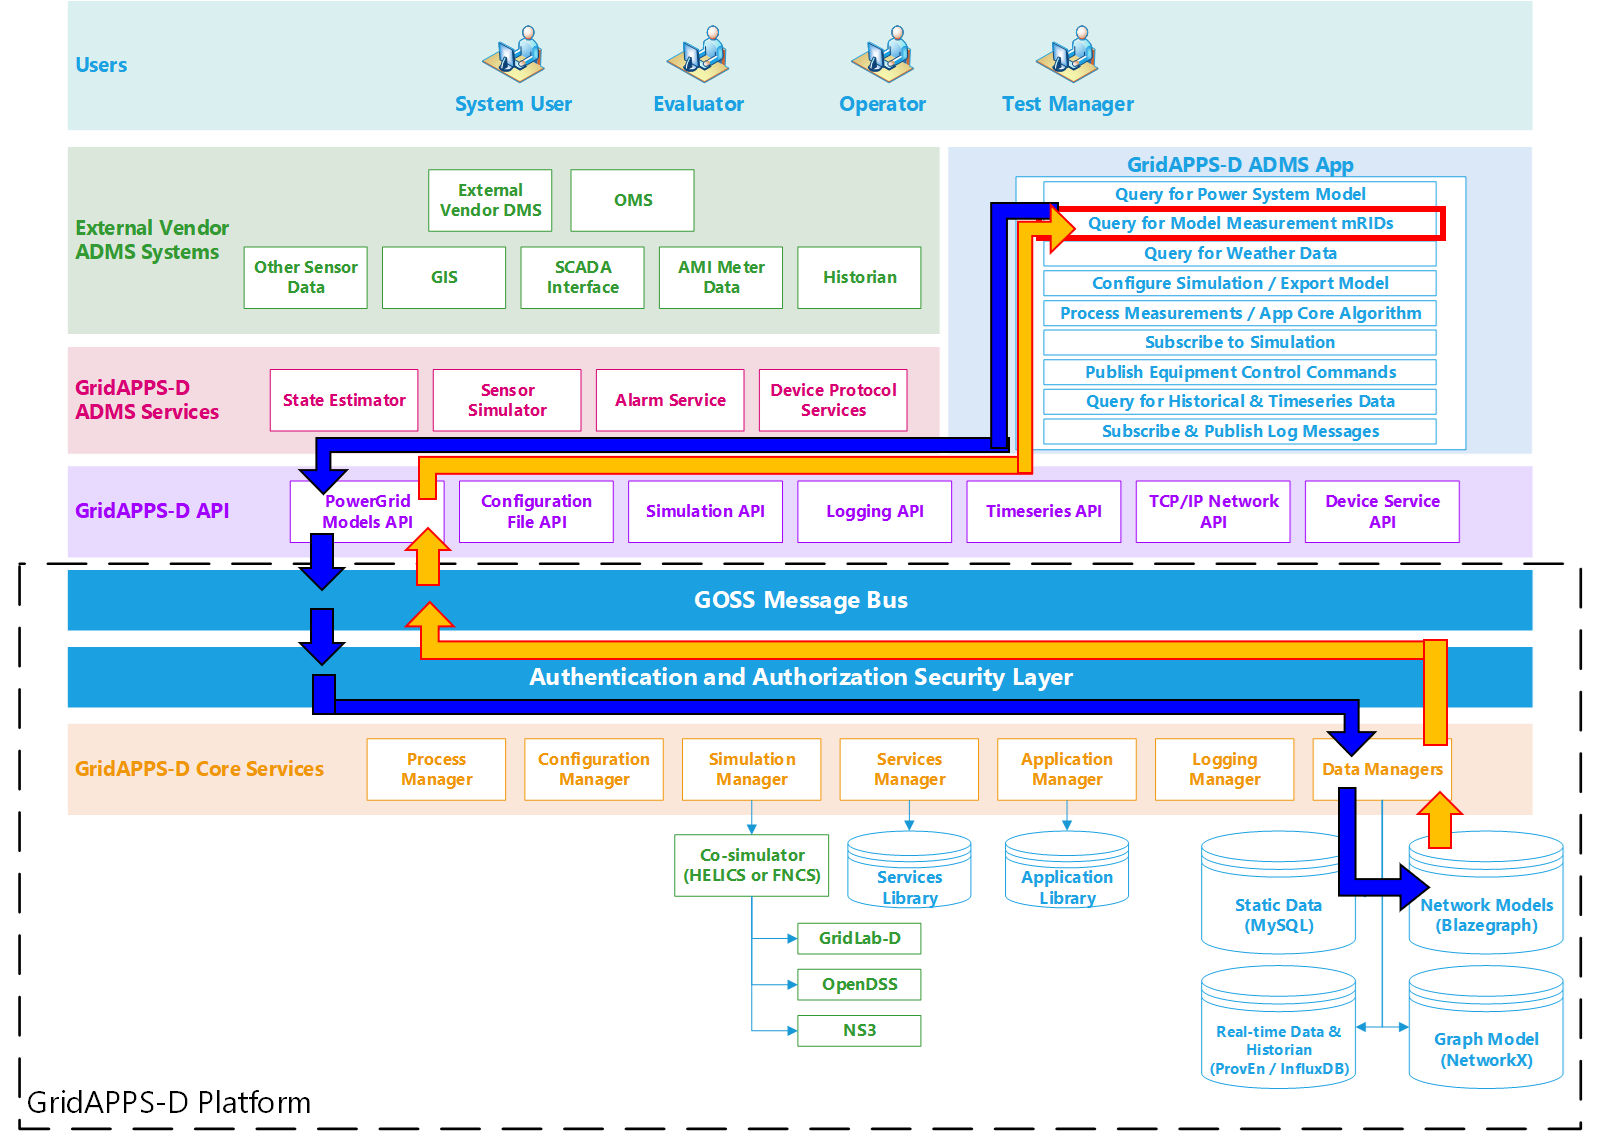 Users
System User
Evaluator
Operator
Test Manager
External Vendor
ADMS Systems
External
Vendor DMS
OMS
Other Sensor
Data
GIS
SCADA
Interface
AMI Meter
Data
Historian
GridAPPS-D ADMS App
Query for Power System Model
Query for Model Measurement mRIDs
Query for Weather Data
Configure Simulation / Export Model
Process Measurements / App Core Algorithm
Subscribe to Simulation
Publish Equipment Control Commands
Query for Historical & Timeseries Data
Subscribe & Publish Log Messages
GridAPPS-D
ADMS Services
State Estimator
Sensor
Simulator
Alarm Service
Device Protocol
Services
GridAPPS-D API
PowerGrid
Models API
Configuration
File API
Simulation API
Logging API
Timeseries API
TCP/IP Network
API
Device Service
API
GOSS Message Bus
Authentication and Authorization Security Layer
GridAPPS-D Core Services
Process
Manager
Configuration
Manager
Simulation
Manager
Services
Manager
Application
Manager
Logging
Manager
Data Managers
Co-simulator
(HELICS or FNCS)
Services
Library
Application
Library
GridLab-D
OpenDSS
NS3
Static Data
(MySQL)
Network Models
(Blazegraph)
Real-time Data &
Historian
(ProvEn / InfluxDB)
Graph Model
(NetworkX)
GridAPPS-D Platform